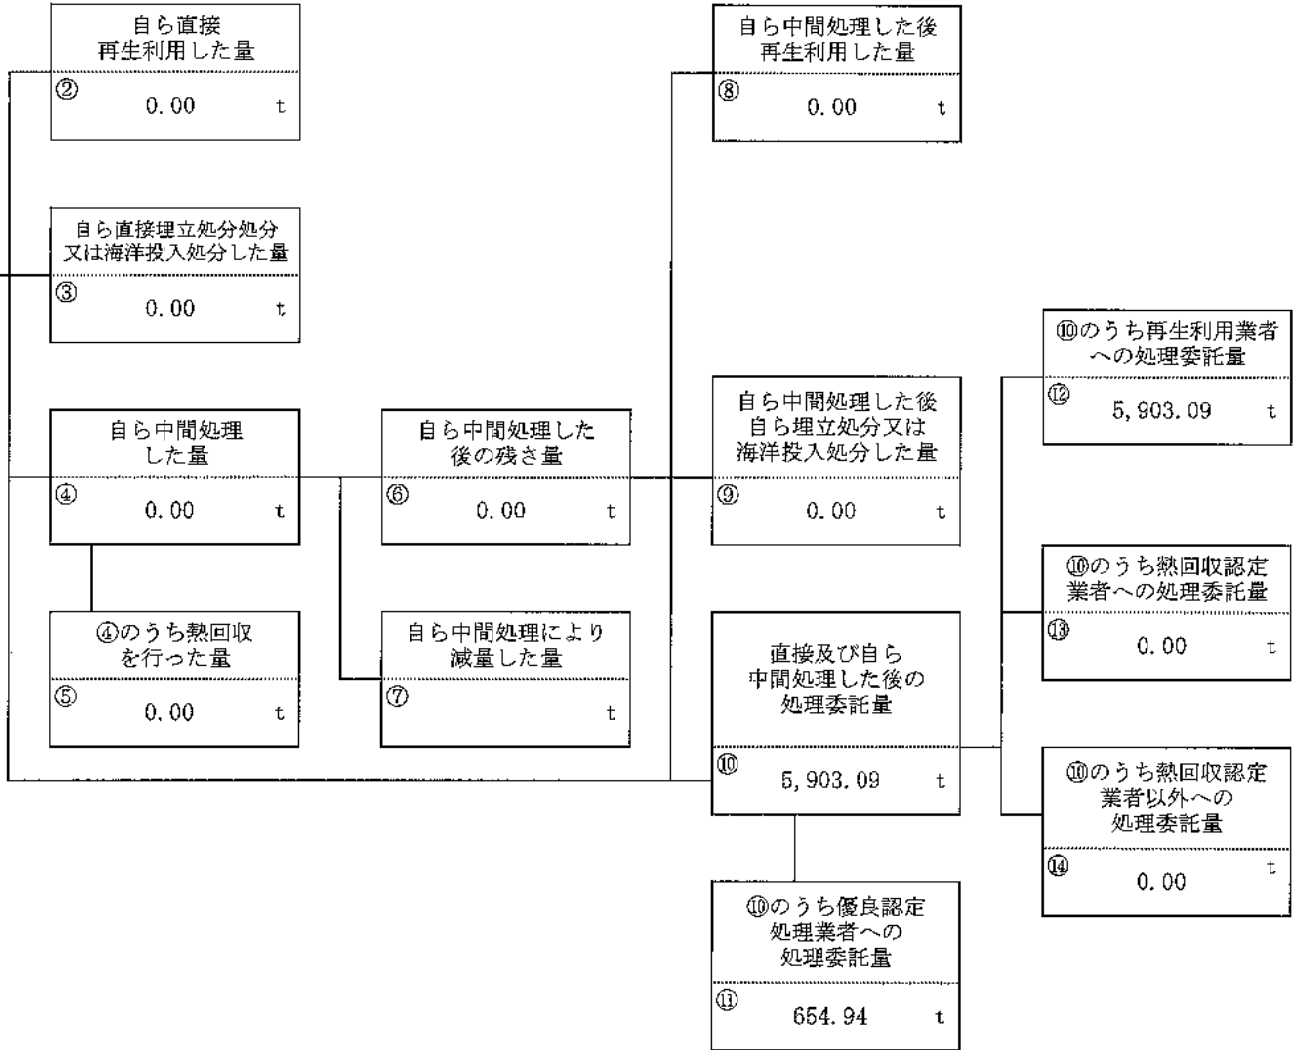 自ら直接
再生利用した量
②
0.00 t
自ら直接埋立処分処分
又は海洋投入処分した量
③
0.00 t
自ら中間処理
した量
④
0.00 t
④のうち熱回収
を行った量
⑤
0.00 t
自ら中間処理した
後の残さ量
⑥
0.00 t
自ら中間処理により
減量した量
⑦
t
自ら中間処理した後
再生利用した量
⑧
0.00 t
自ら中間処理した後
自ら埋立処分又は
海洋投入処分した量
⑨
0.00 t
直接及び自ら
中間処理した後の
処理委託量
⑩
5,903.09 t
⑩のうち優良認定
処理業者への
処理委託量
⑪
654.94 t
⑩のうち再生利用業者
への処理委託量
⑫
5,903.09 t
⑩のうち熱回収認定
業者への処理委託量
⑬
0.00 t
⑩のうち熱回収認定
業者以外への
処理委託量
⑭
0.00 t